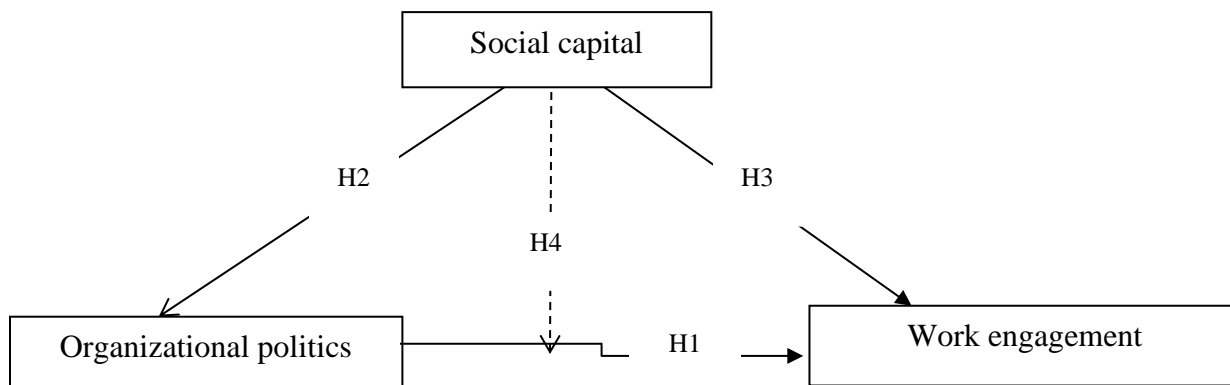 Social capital
H2
H3
H4
Organizational politics
H1
Work engagement